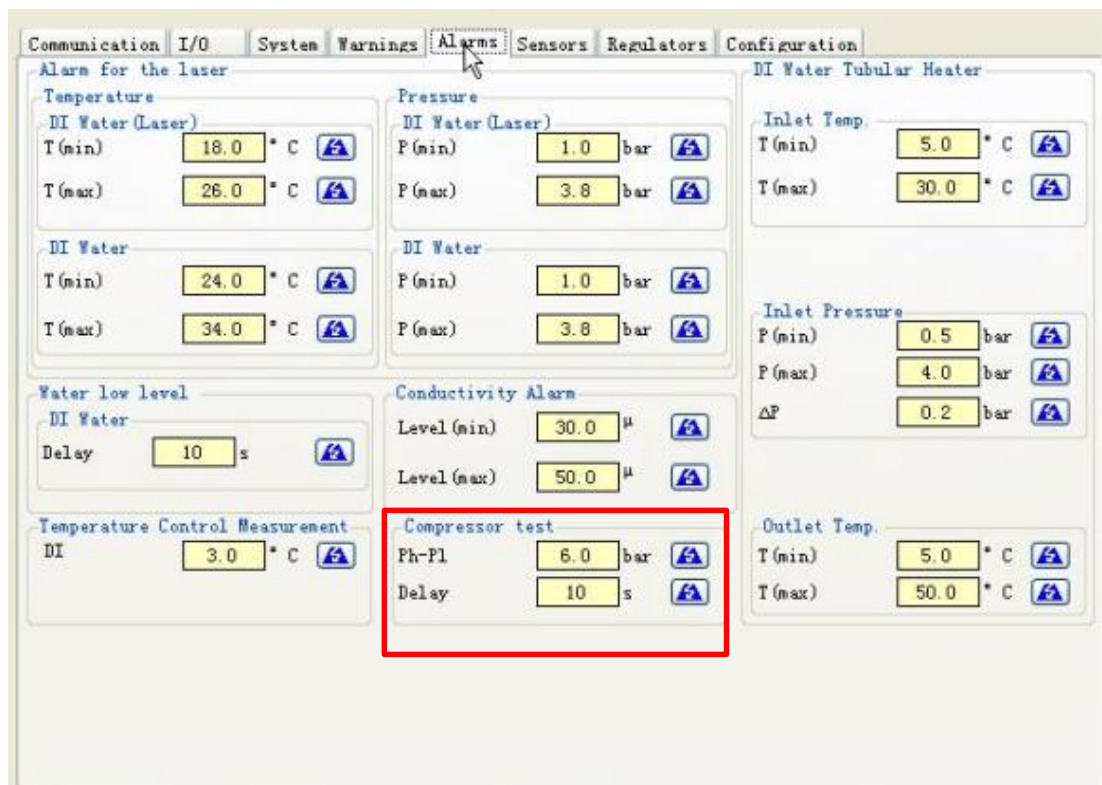 Communication I/O System Warnings Alarms Sensors Regulators Configuration
Alarm for the laser
Temperature
DI Water(Laser)
T(min) 18.0 ° C
T(max) 26.0 ° C
DI Water
T(min) 24.0 ° C
T(max) 34.0 ° C
Pressure
DI Water(Laser)
P(min) 1.0 bar
P(max) 3.8 bar
DI Water
P(min) 1.0 bar
P(max) 3.8 bar
DI Water Tubular Heater
Inlet Temp.
T(min) 5.0 ° C
T(max) 30.0 ° C
Inlet Pressure
P(min) 0.5 bar
P(max) 4.0 bar
△P 0.2 bar
Outlet Temp.
T(min) 5.0 ° C
T(max) 50.0 ° C
Water low level
DI Water
Delay 10 s
Conductivity Alarm
Level(min) 30.0 μ
Level(max) 50.0 μ
Temperature Control Measurement
DI 3.0 ° C
Compressor test
Ph-Pl 6.0 bar
Delay 10 s